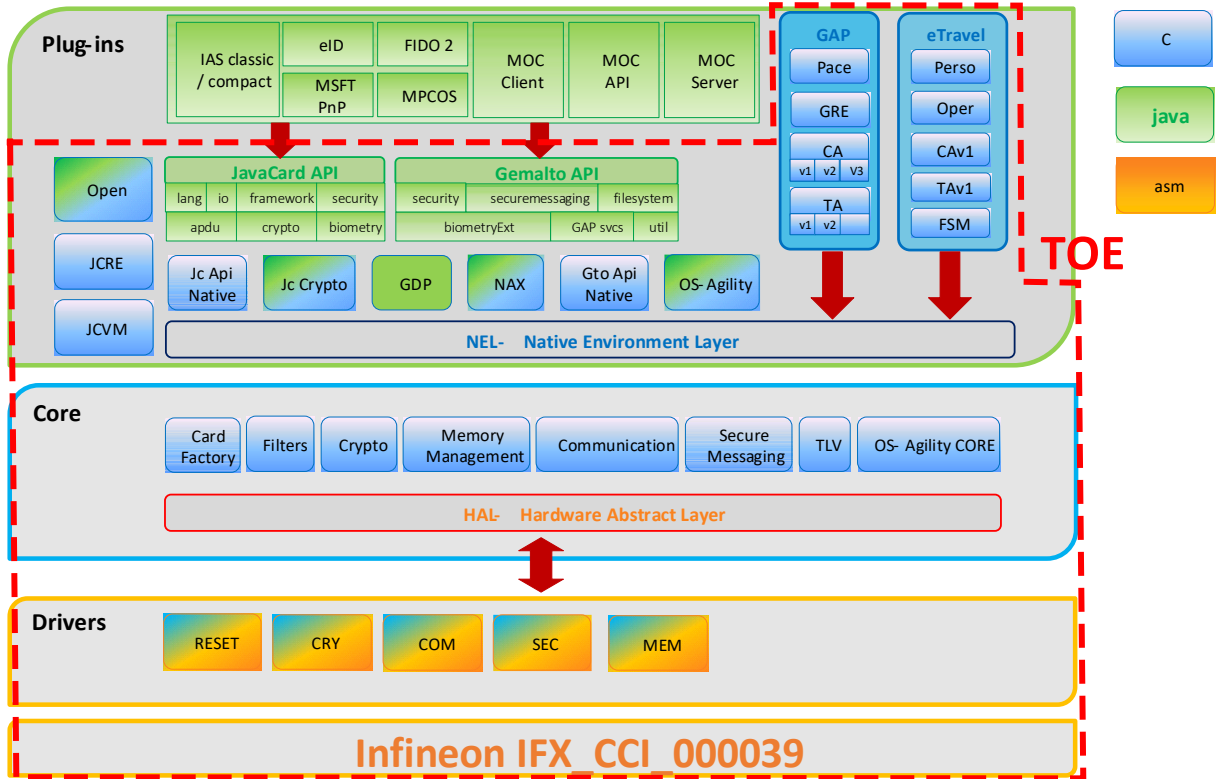 Plug-ins
IAS classic
/ compact
eID
FIDO 2
MSFT
PnP
MPCOS
MOC
Client
MOC
API
MOC
Server
GAP
Pace
GRE
CA
v1 v2 V3
TA
v1 v2
eTravel
Perso
Oper
CAv1
TAv1
FSM
C
java
asm
TOE
Open
JCRE
JCVM
JavaCard API
lang io framework security
apdu crypto biometry
Gemalto API
security securemessaging filesystem
biometryExt GAP svcs util
Jc Api
Native
Jc Crypto
GDP
NAX
Gto Api
Native
OS- Agility
NEL- Native Environment Layer
Core
Card
Factory
Filters
Crypto
Memory
Management
Communication
Secure
Messaging
TLV
OS- Agility CORE
HAL- Hardware Abstract Layer
Drivers
RESET
CRY
COM
SEC
MEM
Infineon IFX_CCI_000039